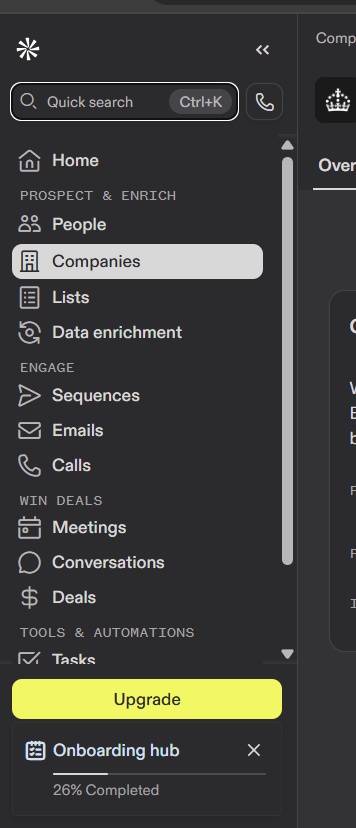 Comp
Quick search Ctrl+K
Home
Over
PROSPECT & ENRICH
People
Companies
Lists
Data enrichment
ENGAGE
Sequences
Emails
Calls
WIN DEALS
Meetings
Conversations
Deals
TOOLS & AUTOMATIONS
Tasks
Upgrade
Onboarding hub
26% Completed